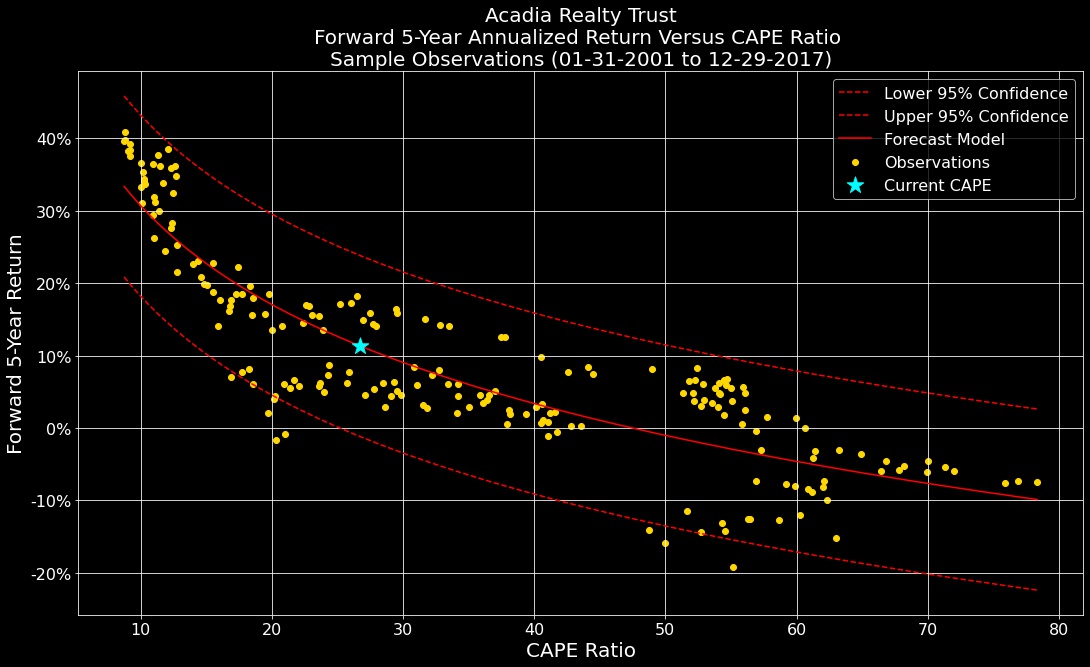 Acadia Realty Trust
Forward 5-Year Annualized Return Versus CAPE Ratio
Sample Observations (01-31-2001 to 12-29-2017)
Lower 95% Confidence
Upper 95% Confidence
Forecast Model
Observations
Current CAPE
Forward 5-Year Return
40%
30%
20%
10%
0%
-10%
-20%
10 20 30 40 50 60 70 80
CAPE Ratio